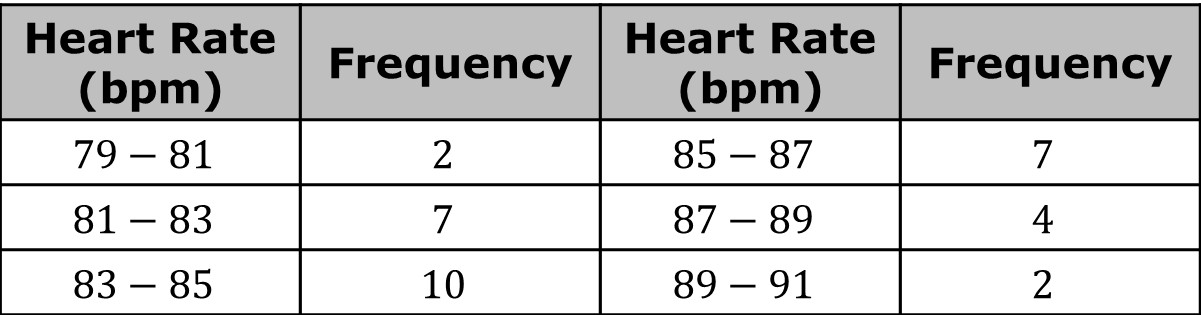 Heart Rate (bpm) Frequency Heart Rate (bpm) Frequency
79 – 81 2 85 – 87 7
81 – 83 7 87 – 89 4
83 – 85 10 89 – 91 2